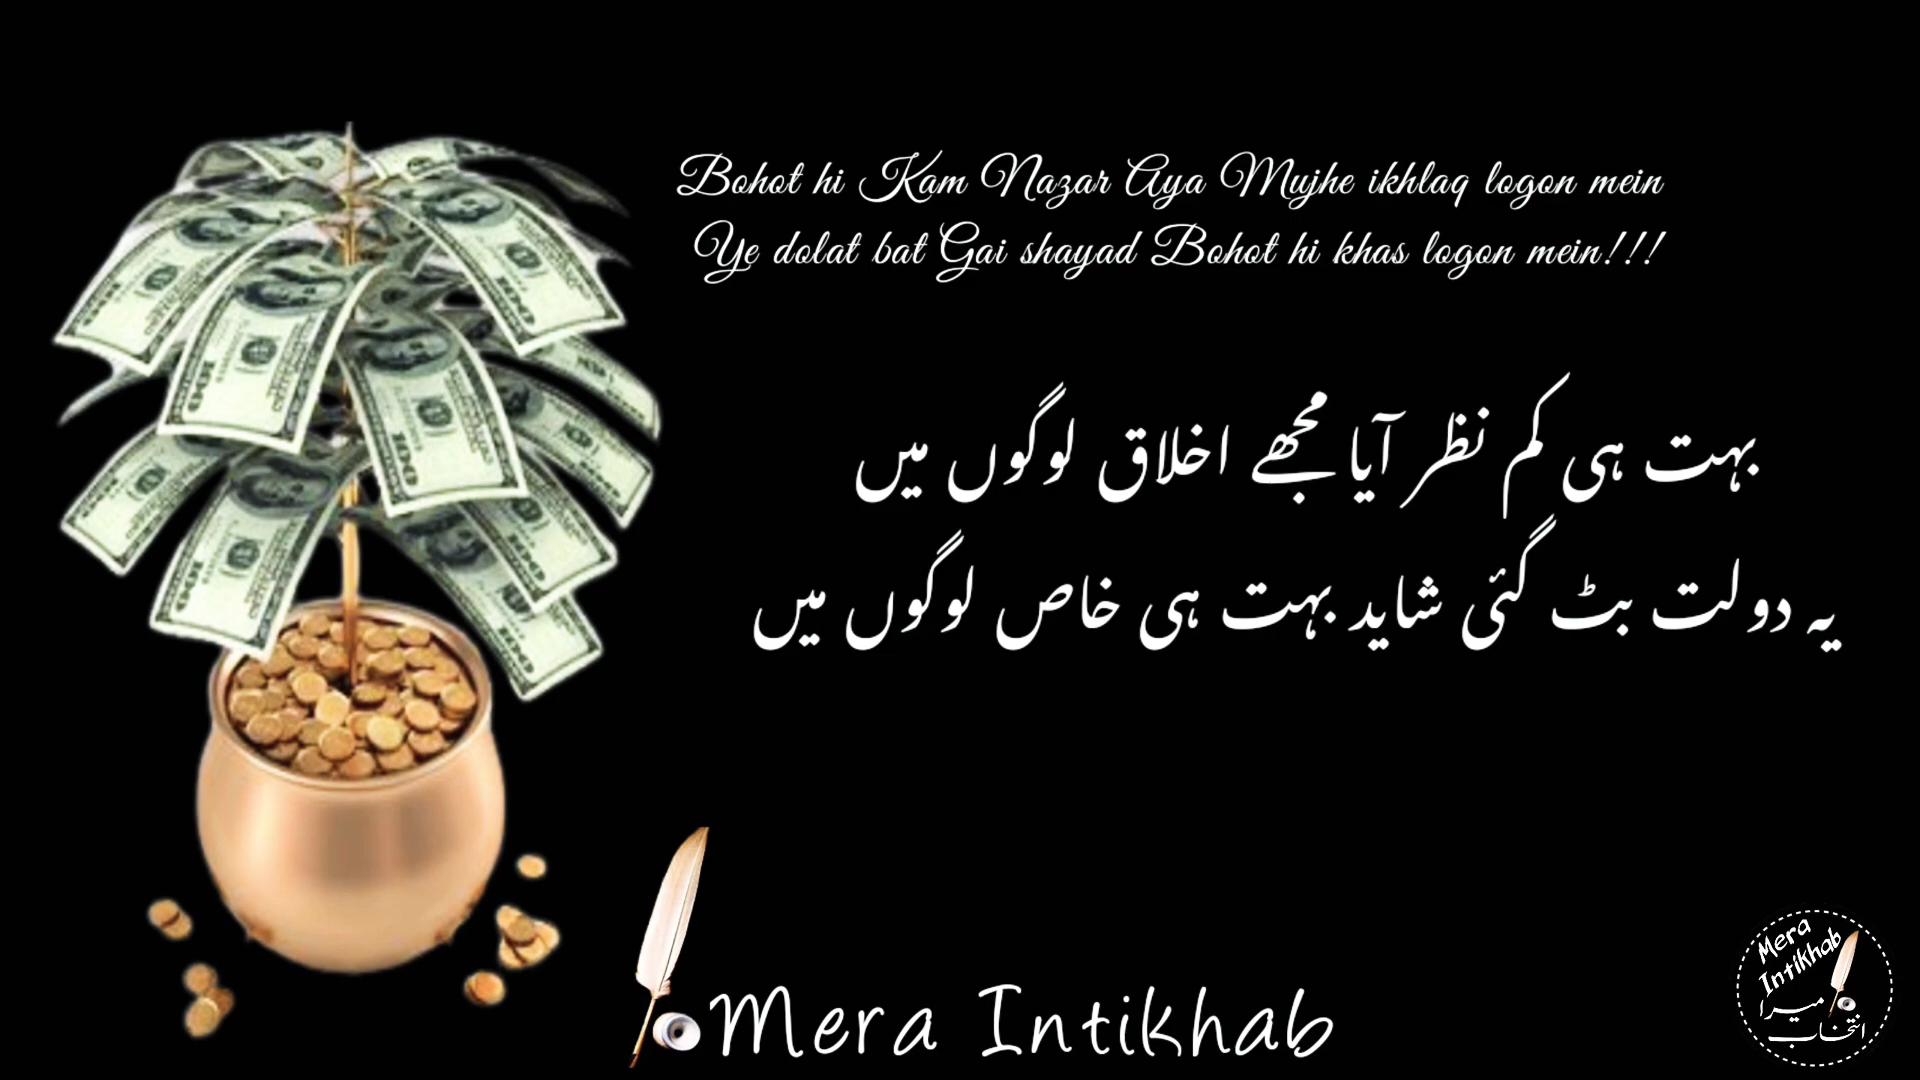 Bohot hi Kam Nazar Aya Mujhe ikhlaq logon mein
Ye dolat bat Gai shayad Bohot hi khas logon mein!!!
بہت ہی کم نظر آیا مجھے اخلاق لوگوں میں
یہ دولت بٹ گئی شاید بہت ہی خاص لوگوں میں
Mera Intikhab
Mera
Intikhab
میرا
انتخاب